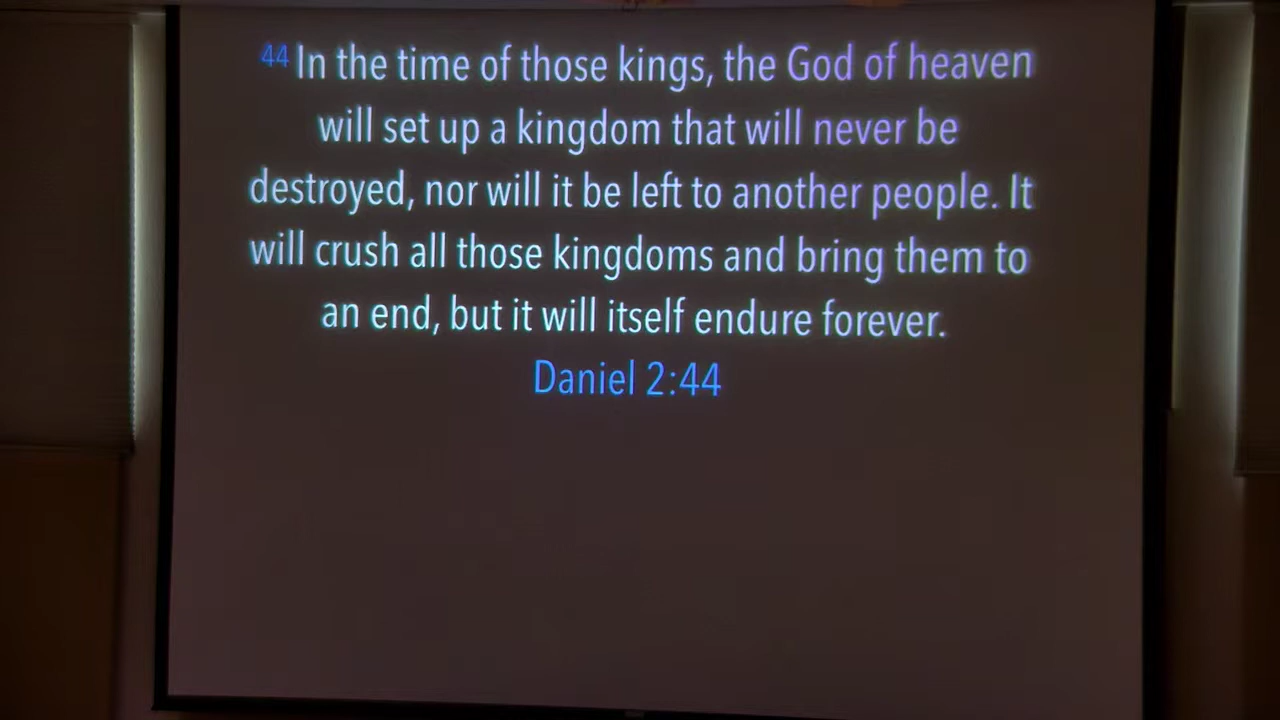 44 In the time of those kings, the God of heaven
will set up a kingdom that will never be
destroyed, nor will it be left to another people. It
will crush all those kingdoms and bring them to
an end, but it will itself endure forever.
Daniel 2:44